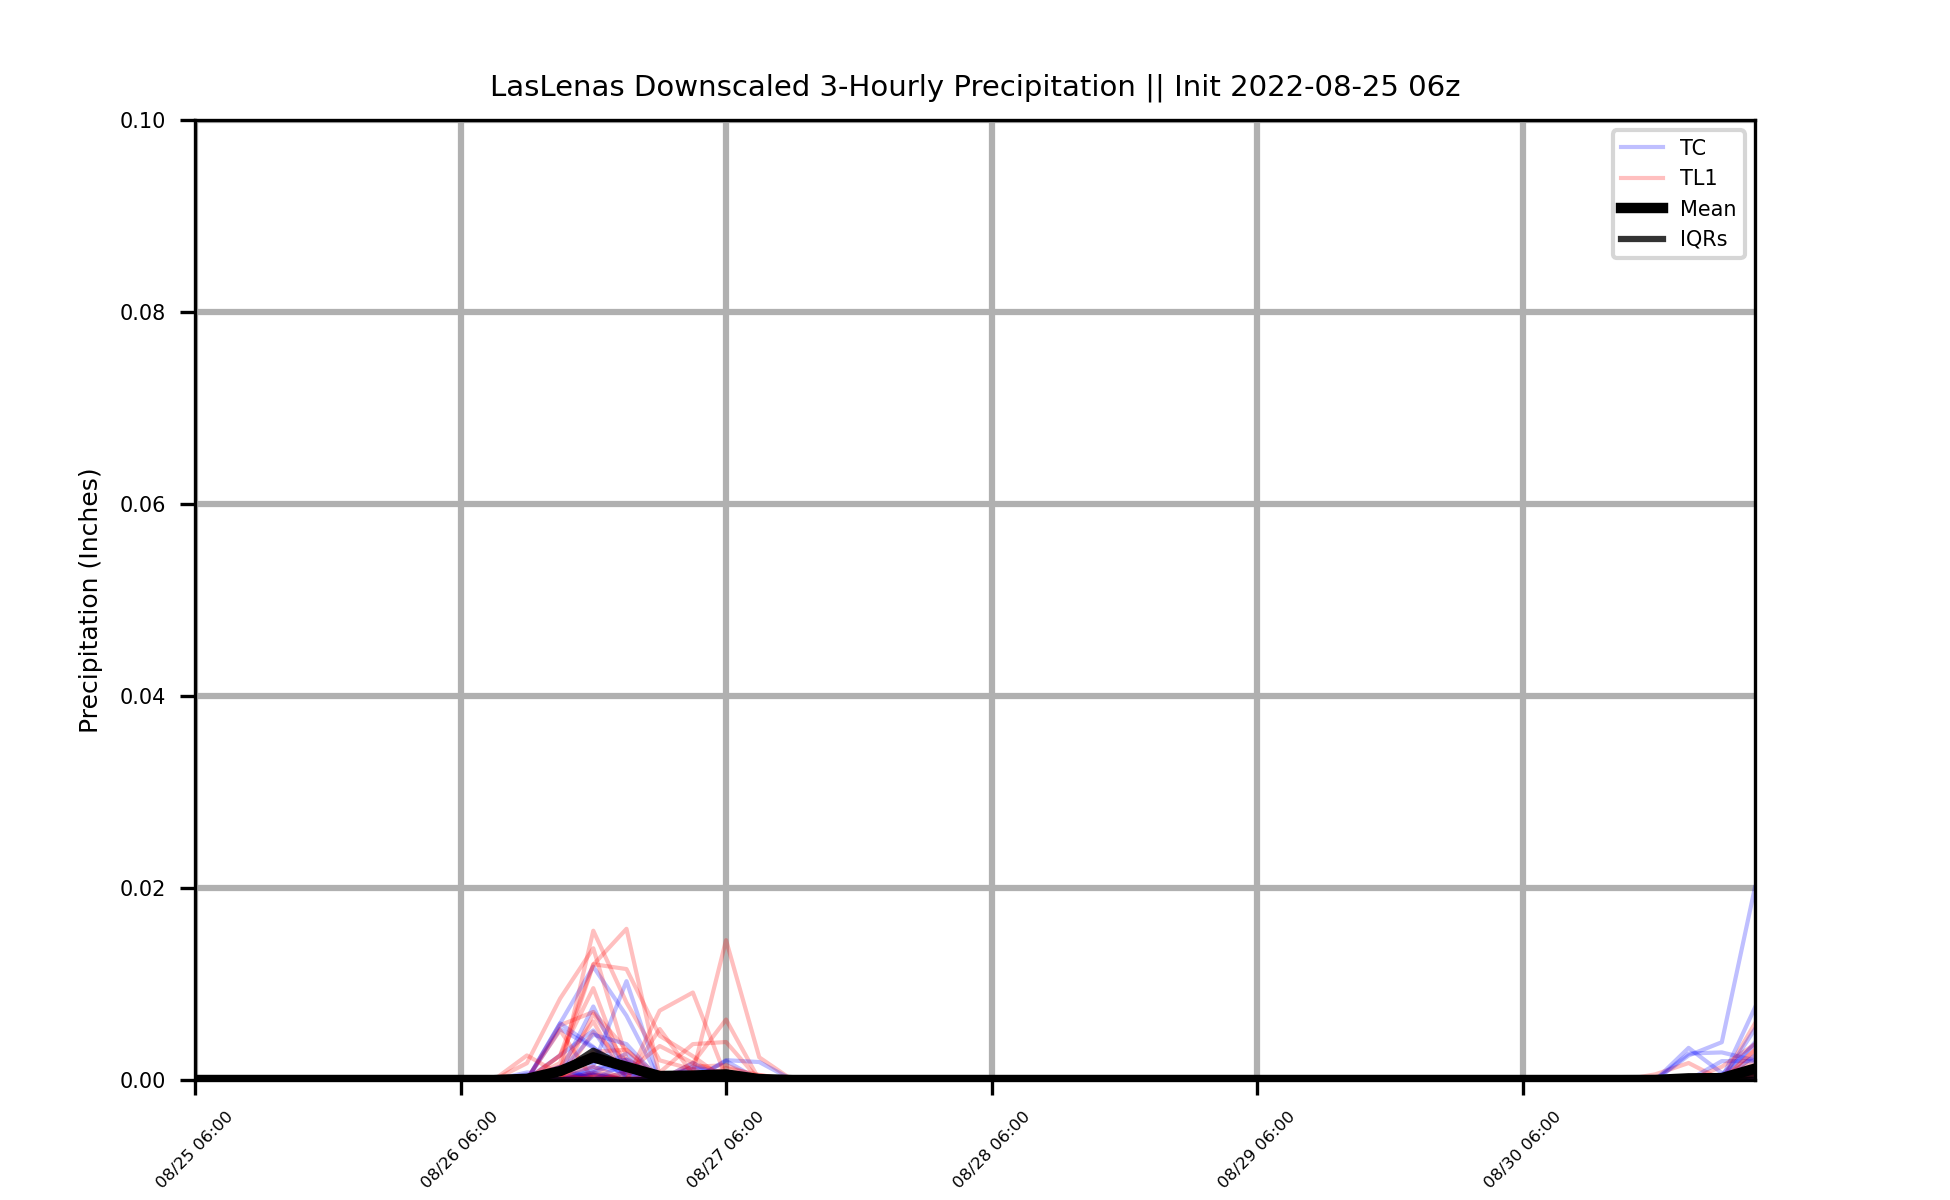 LasLenas Downscaled 3-Hourly Precipitation || Init 2022-08-25 06z
0.10
0.08
0.06
0.04
0.02
0.00
Precipitation (Inches)
TC
TL1
Mean
IQRs
08/25 06:00
08/26 06:00
08/27 06:00
08/28 06:00
08/29 06:00
08/30 06:00